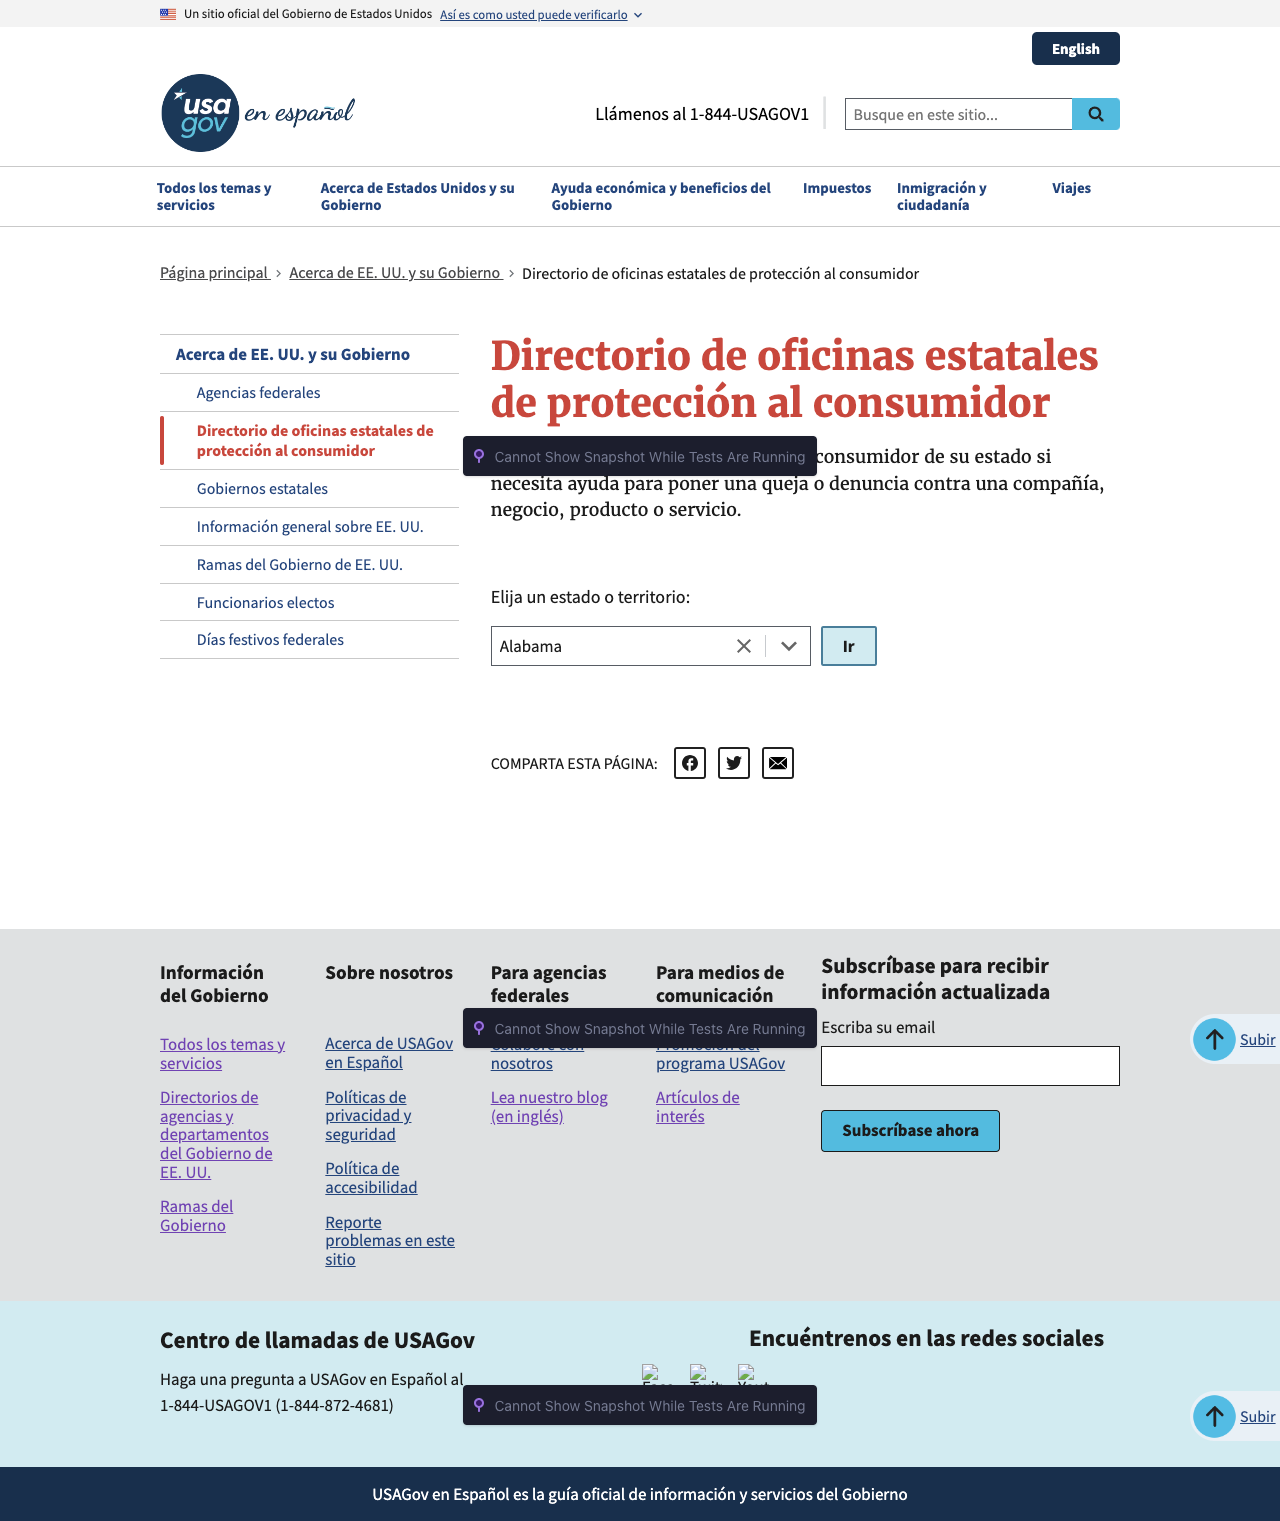 Un sitio oficial del Gobierno de Estados Unidos Así es como usted puede verificarlo
English
usa
gov
en español
Llámenos al 1-844-USAGOV1
Busque en este sitio...
Todos los temas y
servicios
Acerca de Estados Unidos y su
Gobierno
Ayuda económica y beneficios del
Gobierno
Impuestos
Inmigración y
ciudadanía
Viajes
Página principal > Acerca de EE. UU. y su Gobierno > Directorio de oficinas estatales de protección al consumidor
Acerca de EE. UU. y su Gobierno
Agencias federales
Directorio de oficinas estatales de
protección al consumidor
Gobiernos estatales
Información general sobre EE. UU.
Ramas del Gobierno de EE. UU.
Funcionarios electos
Días festivos federales
Directorio de oficinas estatales
de protección al consumidor
Cannot Show Snapshot While Tests Are Running
consumidor de su estado si
necesita ayuda para poner una queja o denuncia contra una compañía,
negocio, producto o servicio.
Elija un estado o territorio:
Alabama
Ir
COMPARTA ESTA PÁGINA:
Información
del Gobierno
Todos los temas y
servicios
Directorios de
agencias y
departamentos
del Gobierno de
EE. UU.
Ramas del
Gobierno
Sobre nosotros
Acerca de USAGov
en Español
Políticas de
privacidad y
seguridad
Política de
accesibilidad
Reporte
problemas en este
sitio
Para agencias
federales
Cannot Show Snapshot While Tests Are Running
Colabore con
nosotros
Lea nuestro blog
(en inglés)
Para medios de
comunicación
Promoción del
programa USAGov
Artículos de
interés
Subscríbase para recibir
información actualizada
Escriba su email
Subscríbase ahora
Subir
Centro de llamadas de USAGov
Haga una pregunta a USAGov en Español al
1-844-USAGOV1 (1-844-872-4681)
Encuéntrenos en las redes sociales
Cannot Show Snapshot While Tests Are Running
Subir
USAGov en Español es la guía oficial de información y servicios del Gobierno